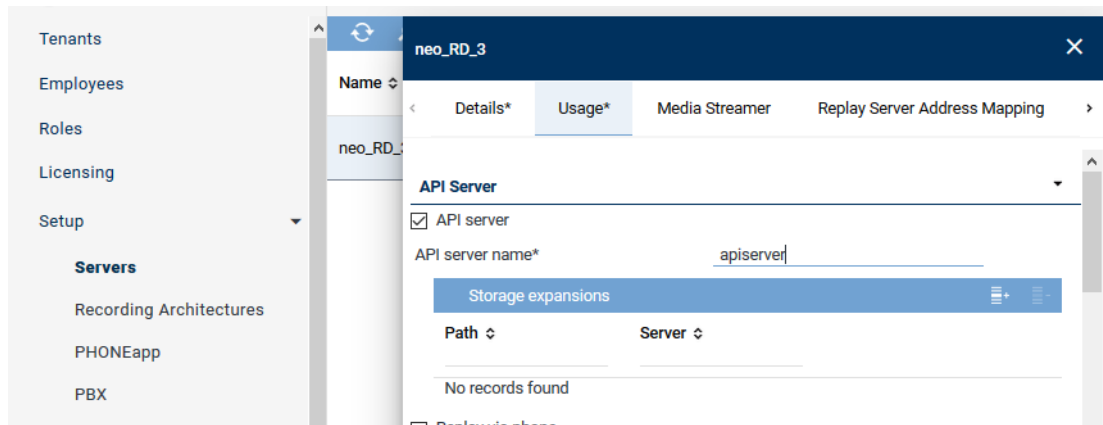 Tenants
Employees
Roles
Licensing
Setup
Servers
Recording Architectures
PHONEapp
PBX
Name
neo_RD_3
neo_RD_3
Details*
Usage*
Media Streamer
Replay Server Address Mapping
API Server
API server
API server name*
apiserver
Storage expansions
Path
Server
No records found